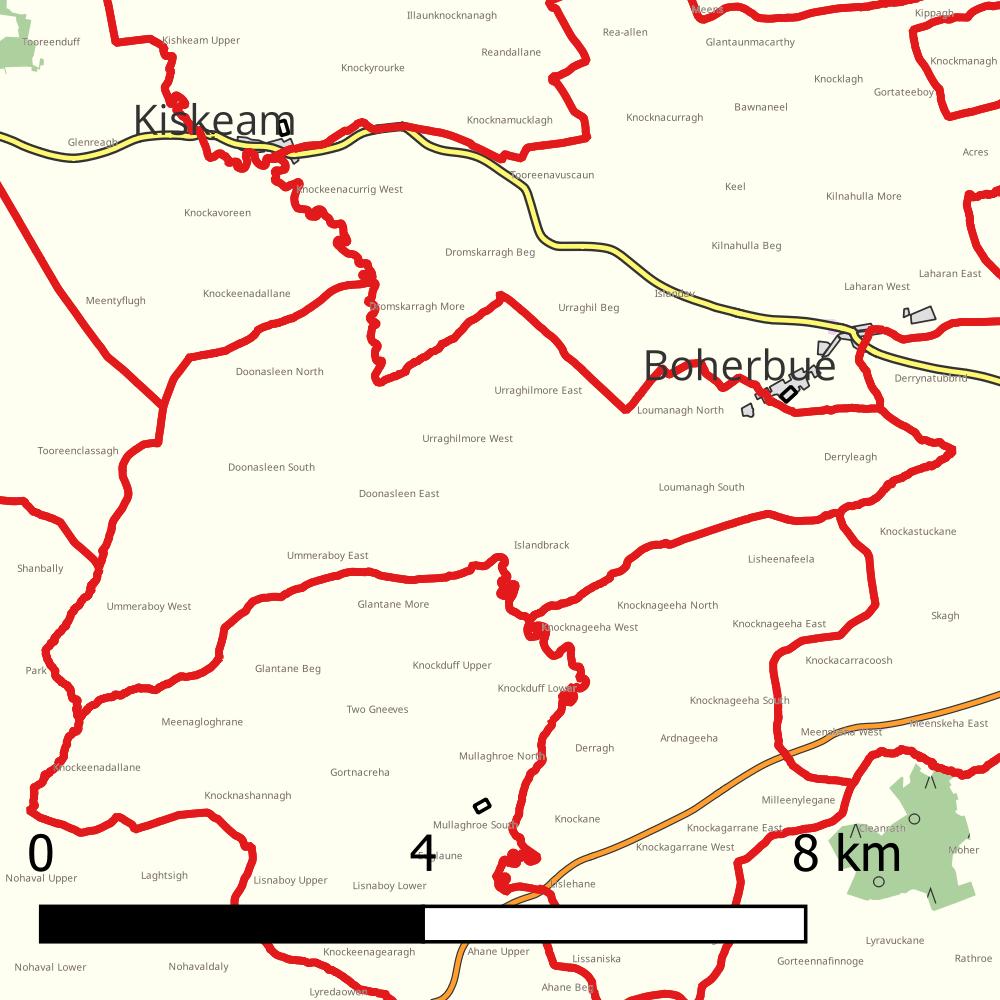 Meens
Kippagh
Illaunknocknanagh
Rea-allen
Tooreenduff
Kishkeam Upper
Glantaunmacarthy
Reandallane
Knockmanagh
Knockyrourke
Knocklagh
Gortateeboy
Bawnaneel
Kiskeam
Knocknamucklagh
Knocknacurragh
Glenreagh
Acres
Tooreenavuscaun
Keel
Knockeenacurrig West
Kilnahulla More
Knockavoreen
Kilnahulla Beg
Dromskarragh Beg
Laharan East
Laharan West
Knockeenadallane
Islandav
Meentyflugh
Dromskarragh More
Urraghil Beg
Boherbue
Doonasleen North
Derrynatubbrid
Urraghilmore East
Loumanagh North
Urraghilmore West
Tooreenclassagh
Derryleagh
Doonasleen South
Loumanagh South
Doonasleen East
Knockastuckane
Islandbrack
Ummeraboy East
Lisheenafeela
Shanbally
Glantane More
Knocknageeha North
Ummeraboy West
Skagh
Knocknageeha West
Knocknageeha East
Knockacarracoosh
Knockduff Upper
Glantane Beg
Park
Knockduff Lower
Knocknageeha South
Two Gneeves
Meenagloghrane
Meenskeha East
Meenskeha West
Ardnageeha
Derragh
Mullaghroe North
Knockeenadallane
Gortnacreha
Knocknashannagh
Milleenylegane
Knockane
Mullaghroe South
Knockagarrane East
Cleanrath
0
4
8 km
Knockagarrane West
Moher
Laghtsigh
Nohaval Upper
Lisnaboy Upper
Lisnaboy Lower
Islehane
Lyravuckane
Knockeenagearagh
Ahane Upper
Lissaniska
Rathroe
Gorteennafinnoge
Nohaval Lower
Nohavaldaly
Ahane Beg
Lyredaowen